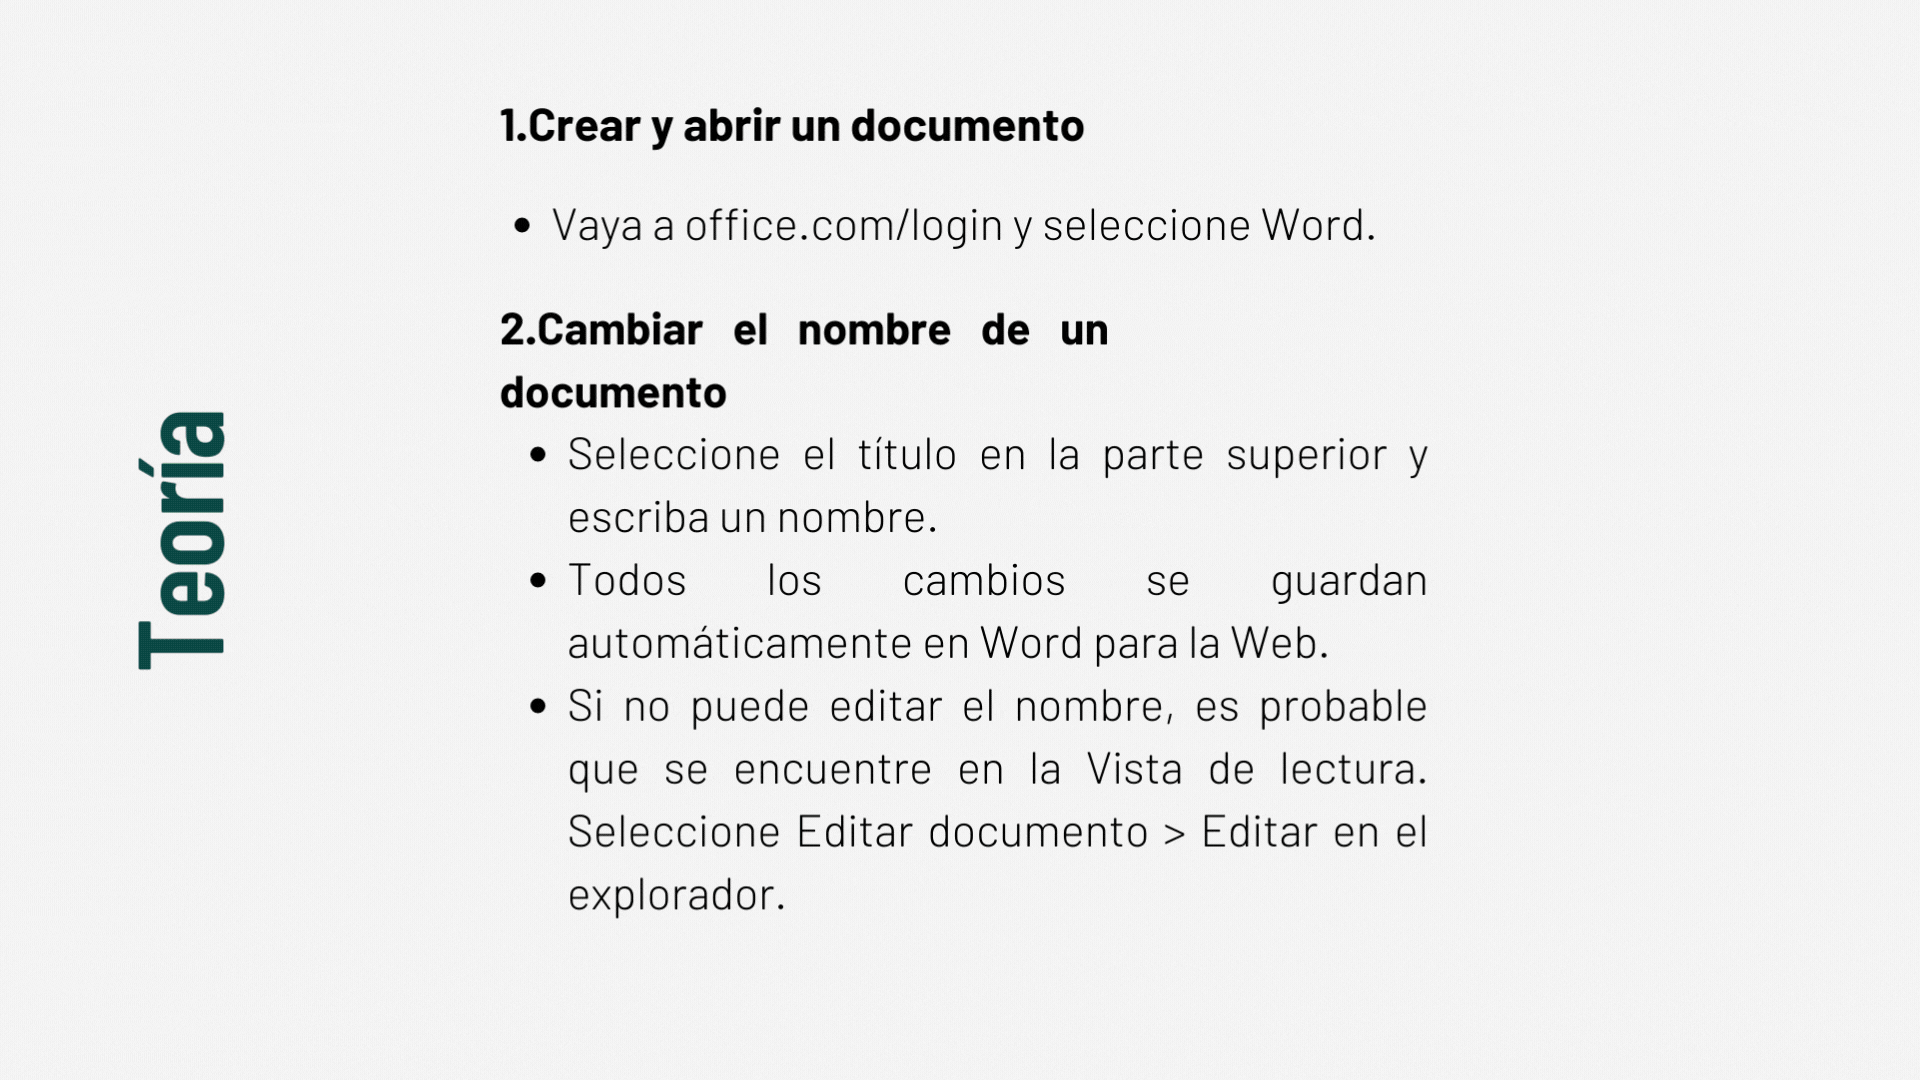 Teoría
1.Crear y abrir un documento
• Vaya a office.com/login y seleccione Word.
2.Cambiar el nombre de un
documento
• Seleccione el título en la parte superior y
escriba un nombre.
• Todos los cambios se guardan
automáticamente en Word para la Web.
• Si no puede editar el nombre, es probable
que se encuentre en la Vista de lectura.
Seleccione Editar documento > Editar en el
explorador.